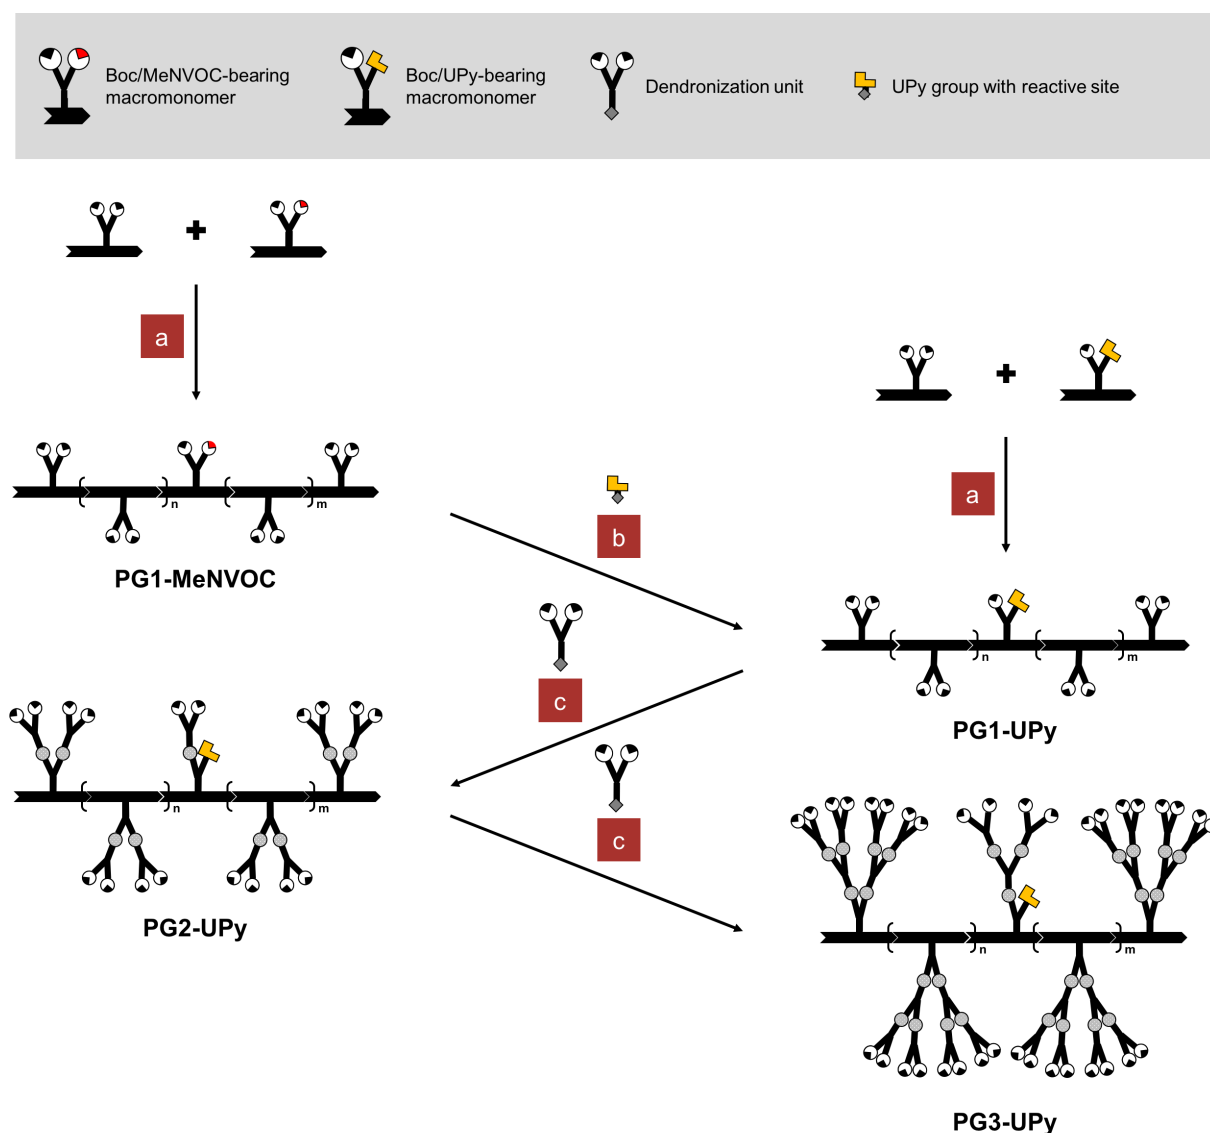 Boc/MeNVOC-bearing
macromonomer
Boc/UPy-bearing
macromonomer
Dendronization unit
UPy group with reactive site
a
n
m
PG1-MeNVOC
b
a
n
m
PG1-UPy
c
n
m
PG2-UPy
c
n
m
PG3-UPy